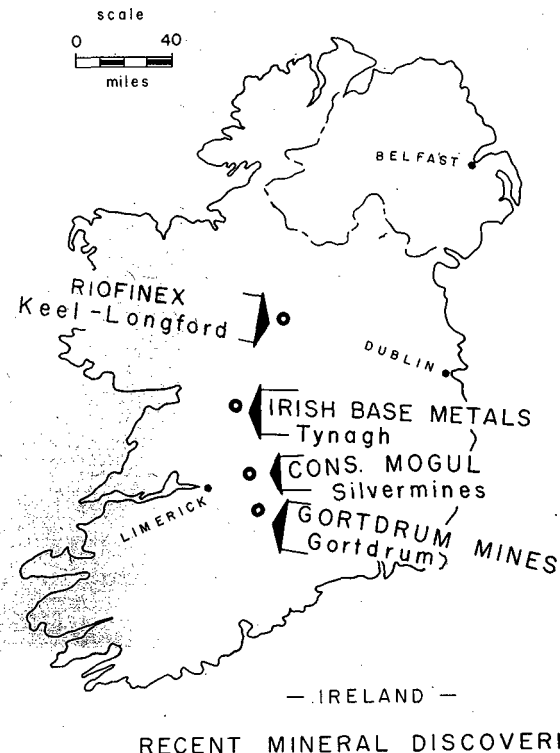 scale
0 40
miles
BELFAST
RIOFINEX
Keel-Longford
DUBLIN
IRISH BASE METALS
Tynagh
CONS. MOGUL
Silvermines
LIMERICK
GORTDRUM MINES
Gortdrum
— IRELAND —
RECENT MINERAL DISCOVERI